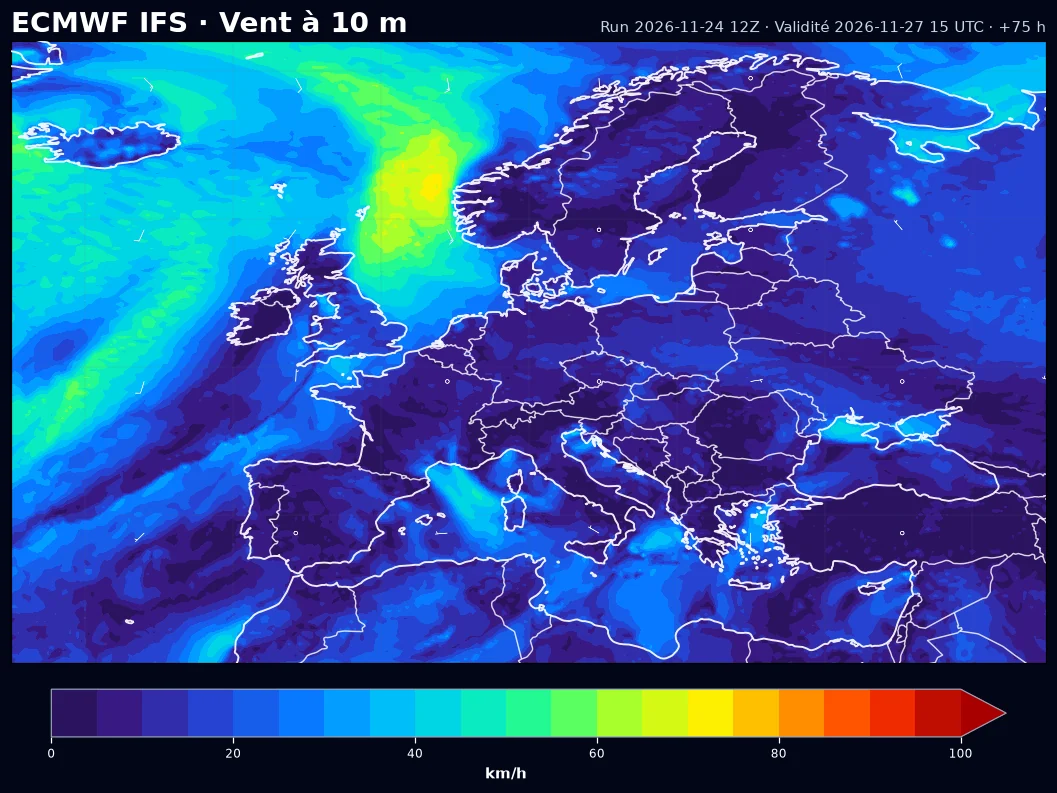 ECMWF IFS · Vent à 10 m
Run 2026-11-24 12Z · Validité 2026-11-27 15 UTC · +75 h
0 20 40 60 80 100
km/h